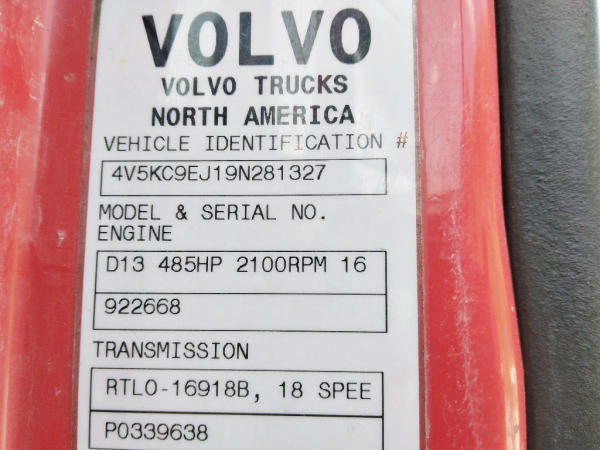 VOLVO
VOLVO TRUCKS
NORTH AMERICA
VEHICLE IDENTIFICATION #
4V5KC9EJ19N281327
MODEL & SERIAL NO.
ENGINE
D13 485HP 2100RPM 16
922668
TRANSMISSION
RTLO-16918B, 18 SPEE
P0339638